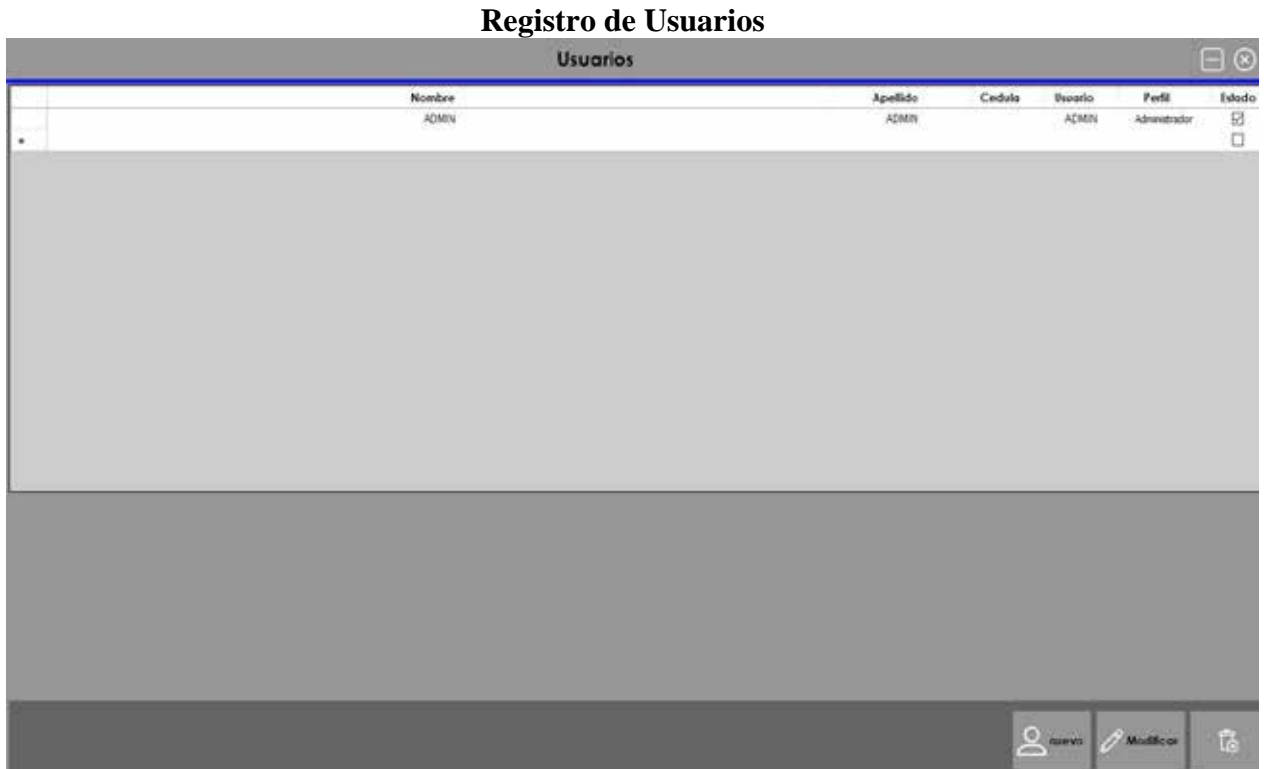 Registro de Usuarios
Usuarios
Nombre Apellido Cedula Usuario Perfil Estado
ADMIN ADMIN ADMIN Administrador
nuevo Modificar